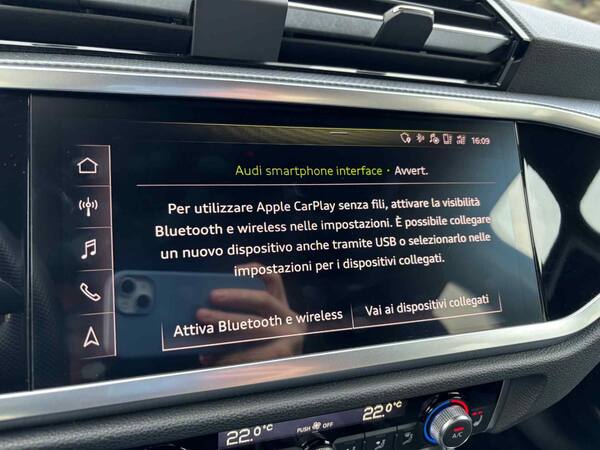 16:09
Audi smartphone interface · Avvert.
Per utilizzare Apple CarPlay senza fili, attivare la visibilità
Bluetooth e wireless nelle impostazioni. È possibile collegare
un nuovo dispositivo anche tramite USB o selezionarlo nelle
impostazioni per i dispositivi collegati.
Attiva Bluetooth e wireless
Vai ai dispositivi collegati
22.0°C
PUSH OFF
22.0°C
A/C